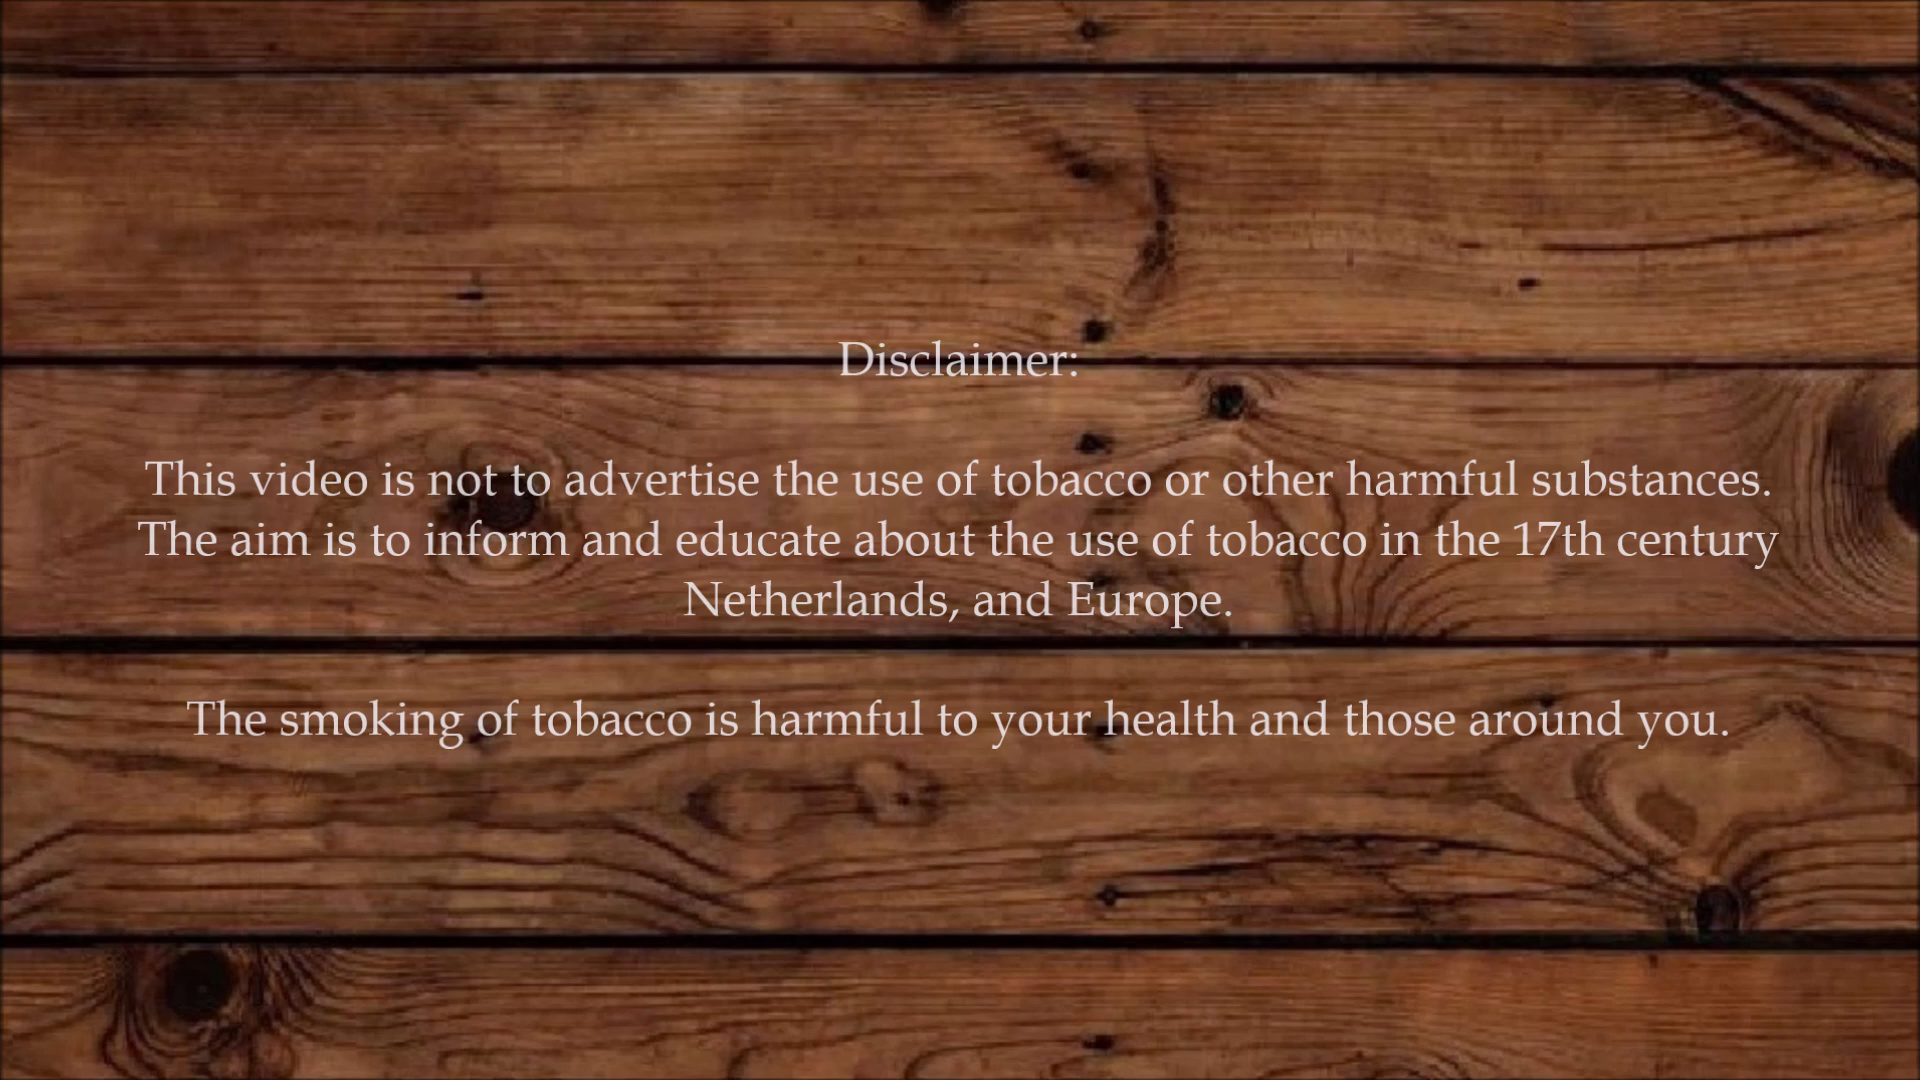 Disclaimer:
This video is not to advertise the use of tobacco or other harmful substances.
The aim is to inform and educate about the use of tobacco in the 17th century
Netherlands, and Europe.
The smoking of tobacco is harmful to your health and those around you.